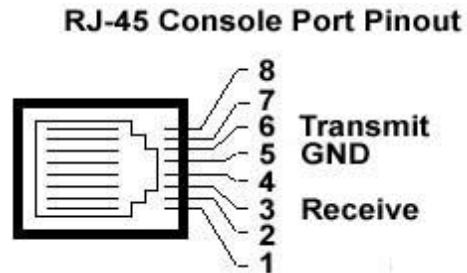 RJ-45 Console Port Pinout
8
7
6 Transmit
5 GND
4
3 Receive
2
1